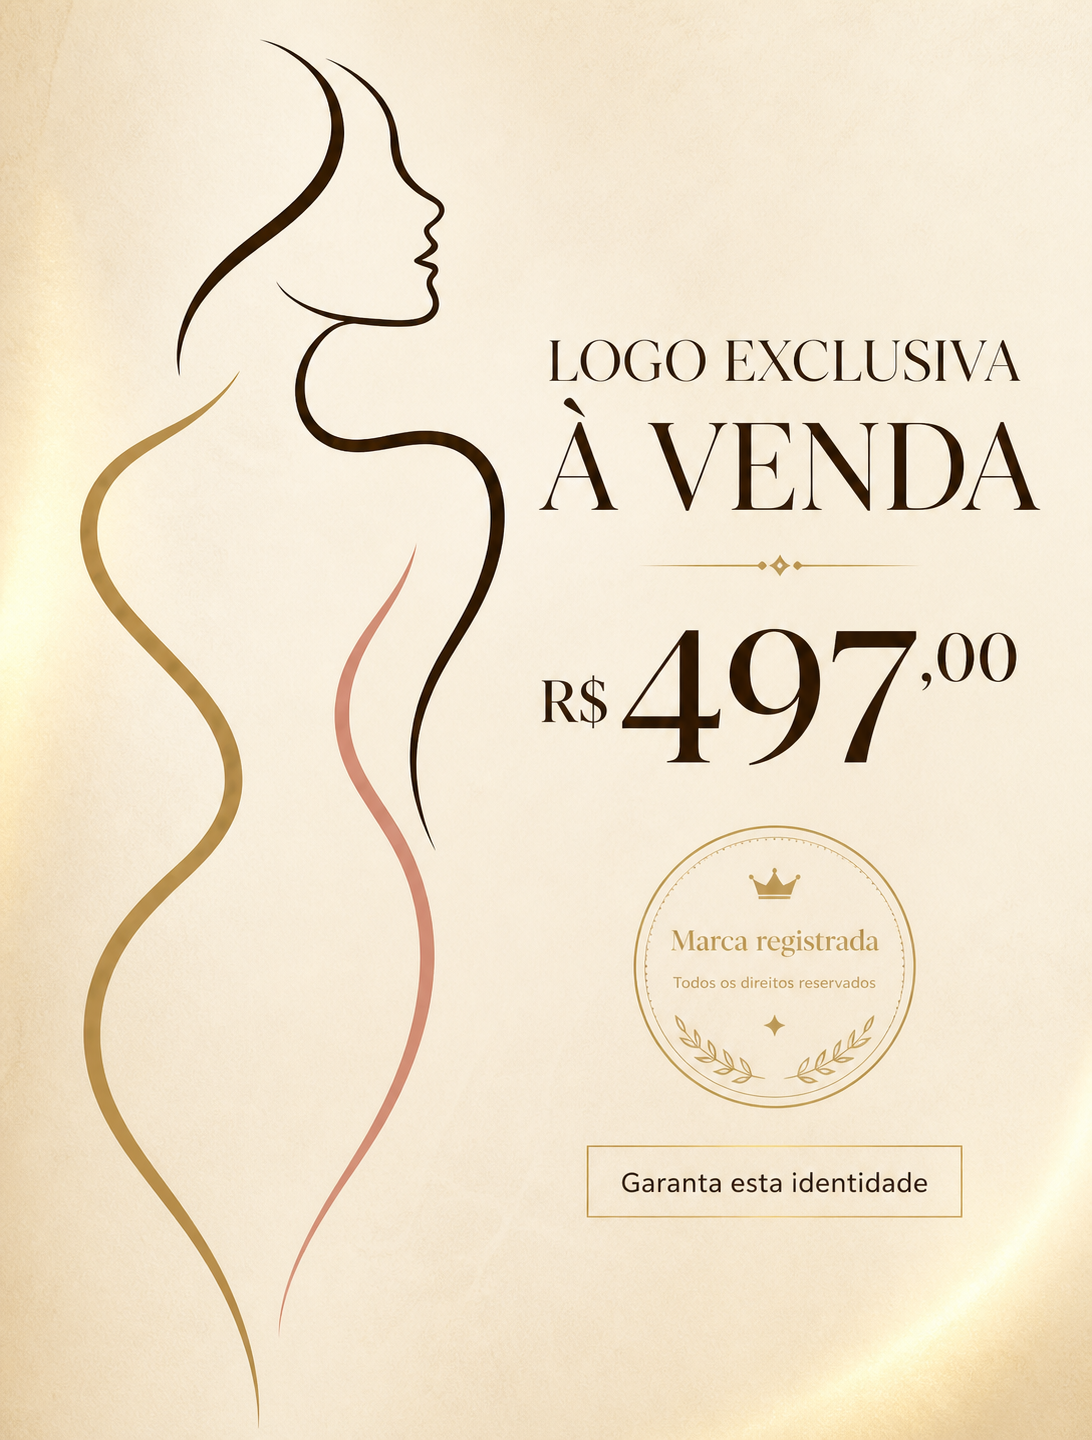 LOGO EXCLUSIVA
À VENDA
R$ 497,00
Marca registrada
Todos os direitos reservados
Garanta esta identidade